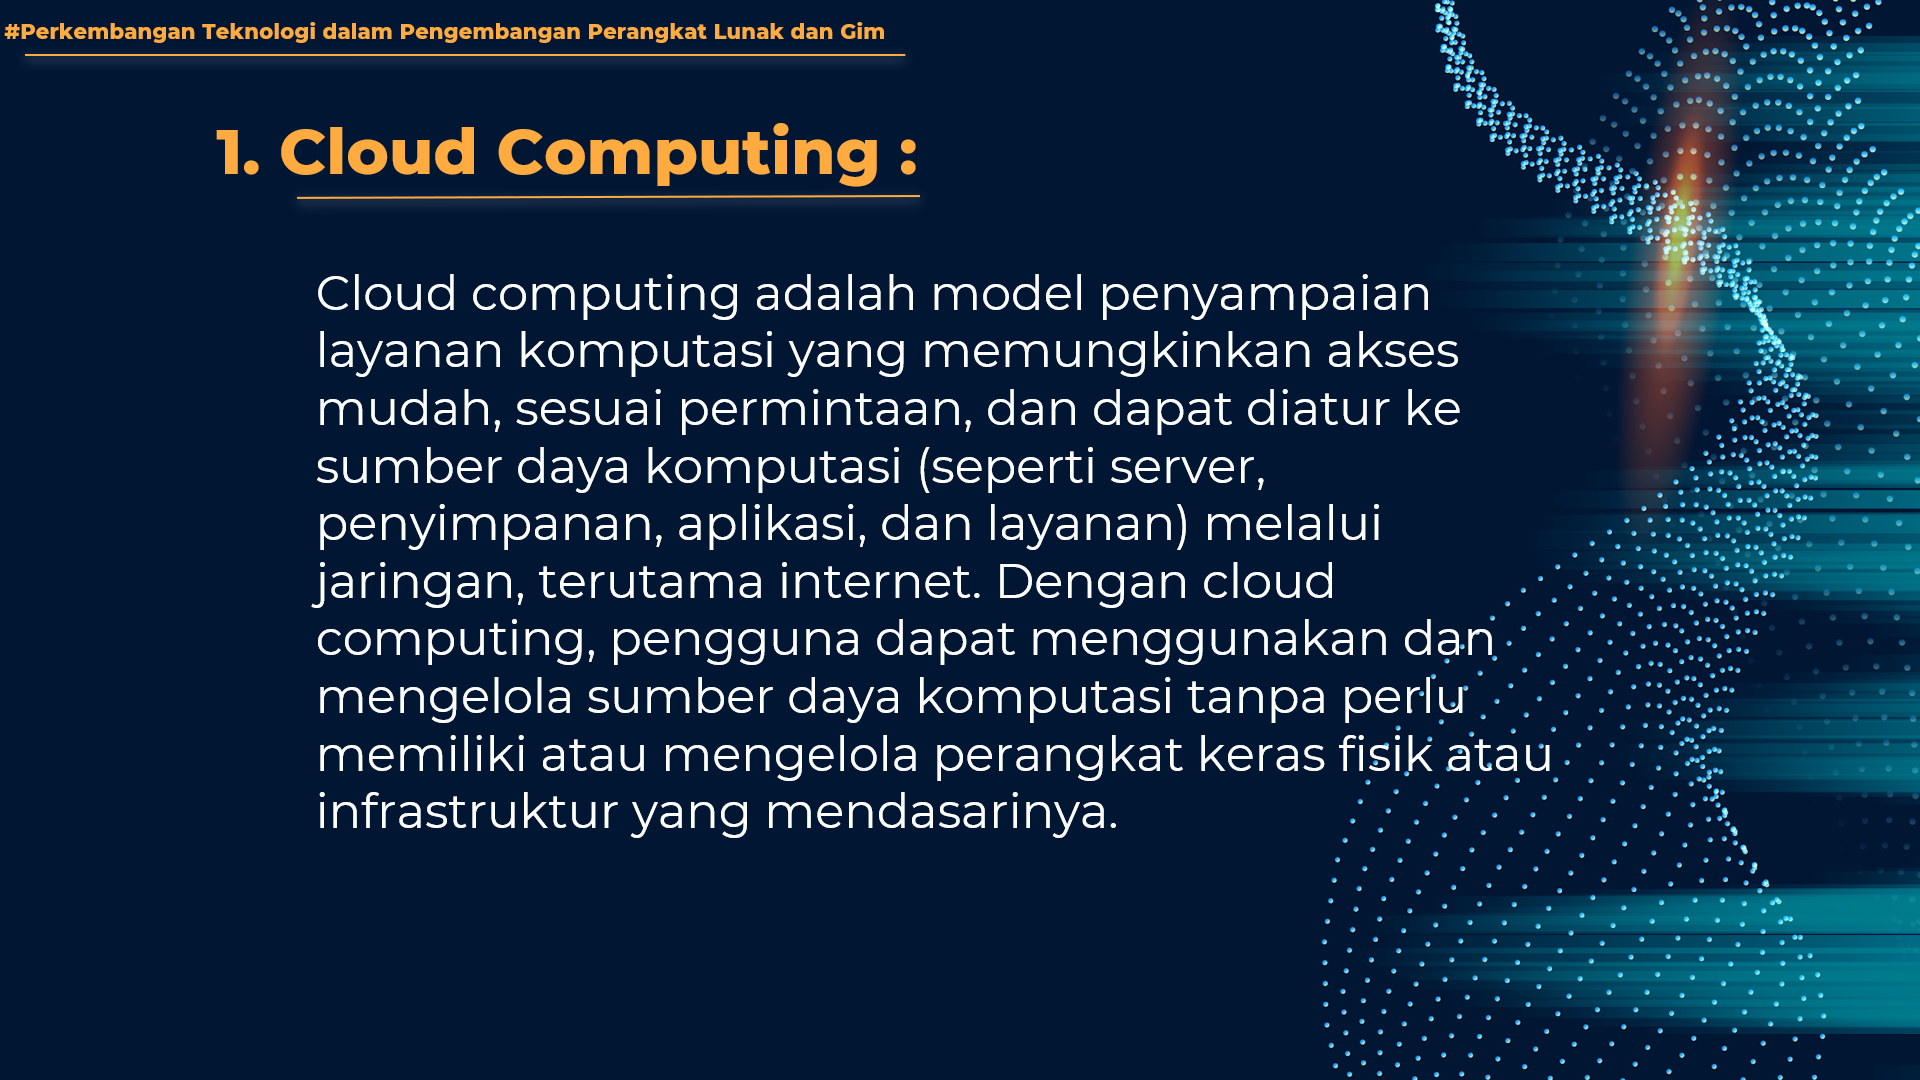 #Perkembangan Teknologi dalam Pengembangan Perangkat Lunak dan Gim
1. Cloud Computing :
Cloud computing adalah model penyampaian
layanan komputasi yang memungkinkan akses
mudah, sesuai permintaan, dan dapat diatur ke
sumber daya komputasi (seperti server,
penyimpanan, aplikasi, dan layanan) melalui
jaringan, terutama internet. Dengan cloud
computing, pengguna dapat menggunakan dan
mengelola sumber daya komputasi tanpa perlu
memiliki atau mengelola perangkat keras fisik atau
infrastruktur yang mendasarinya.